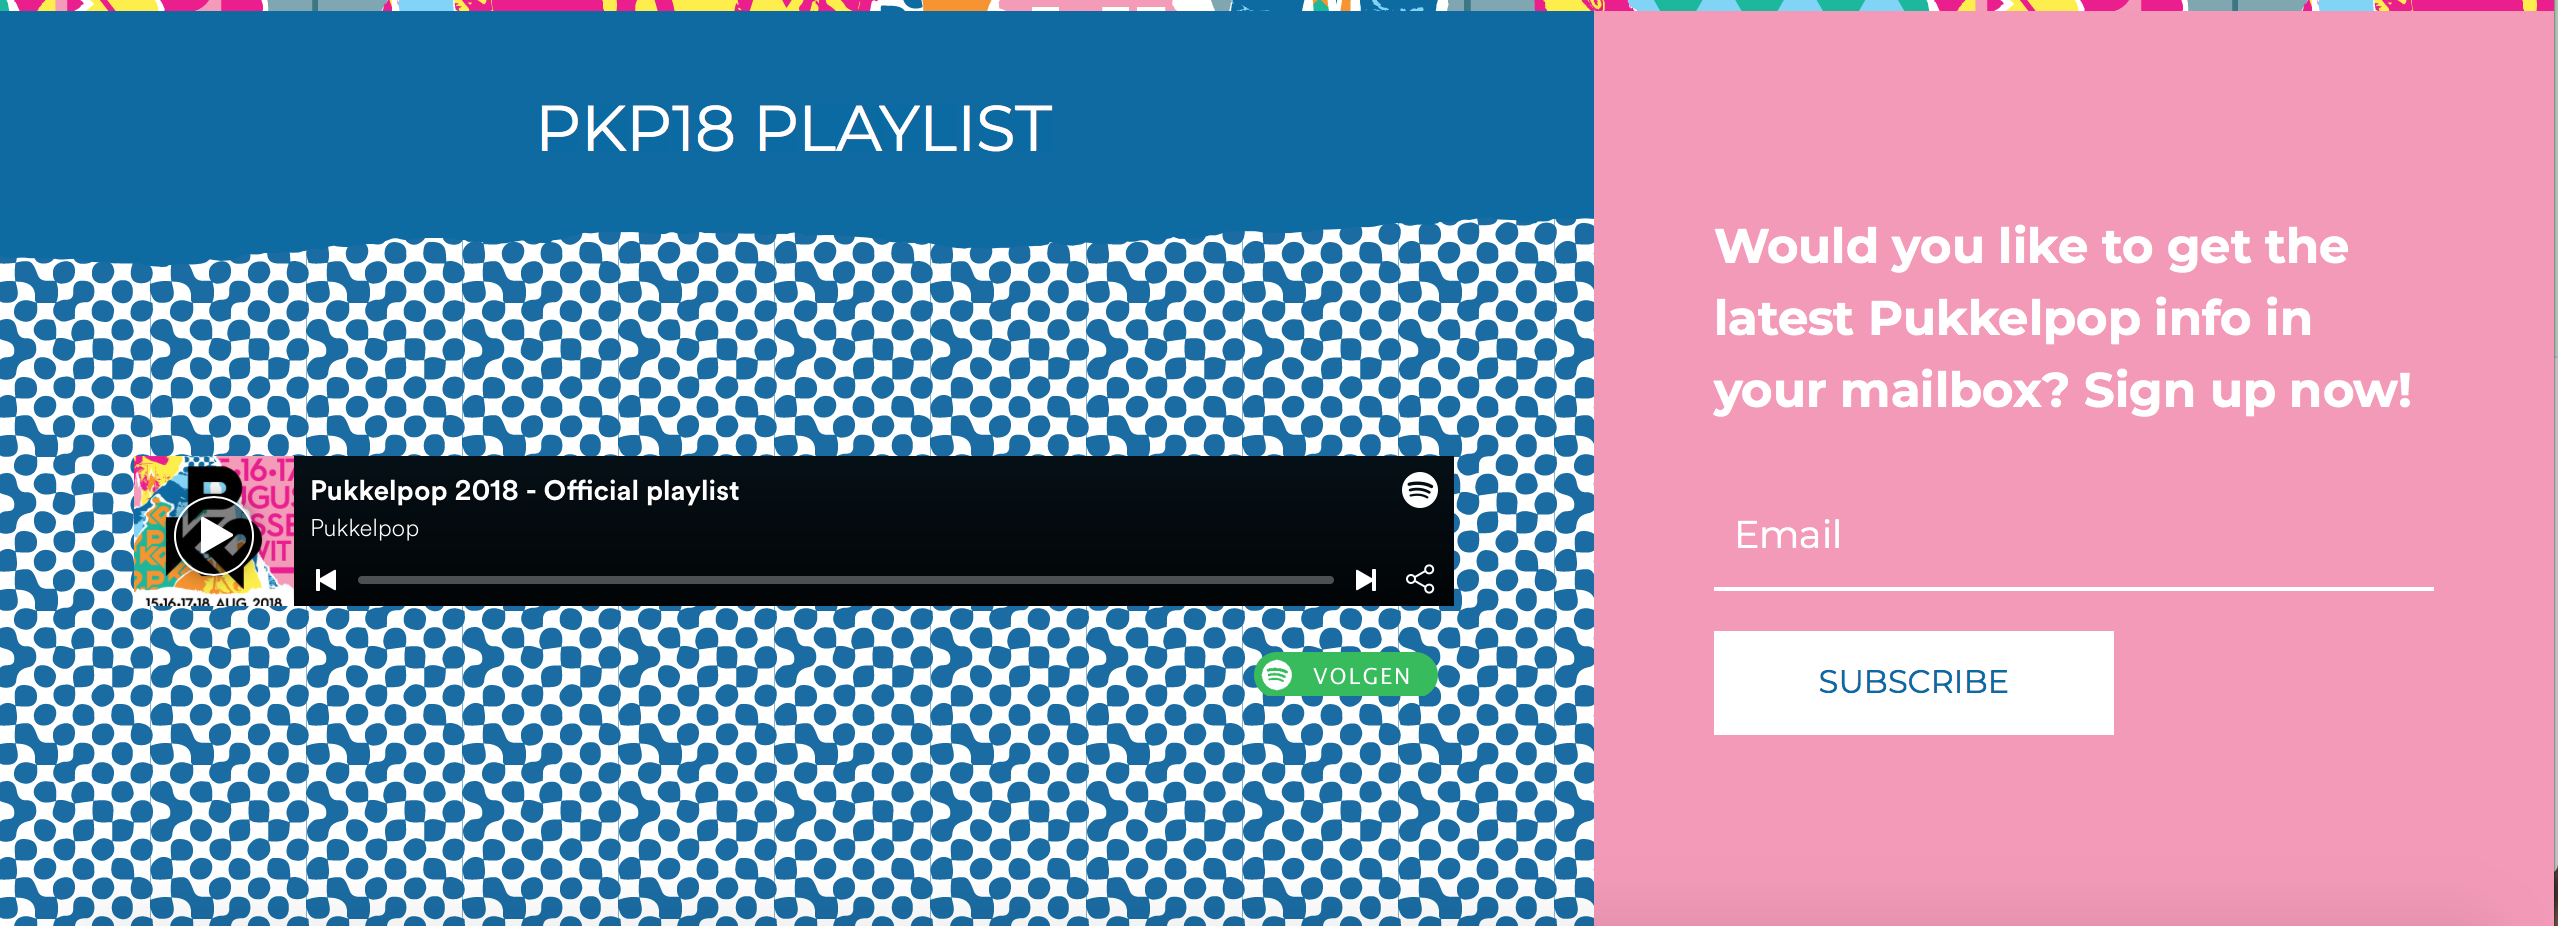 PKP18 PLAYLIST
Pukkelpop 2018 - Official playlist
Pukkelpop
15•16•17•18 AUG 2018
VOLGEN
Would you like to get the
latest Pukkelpop info in
your mailbox? Sign up now!
Email
SUBSCRIBE